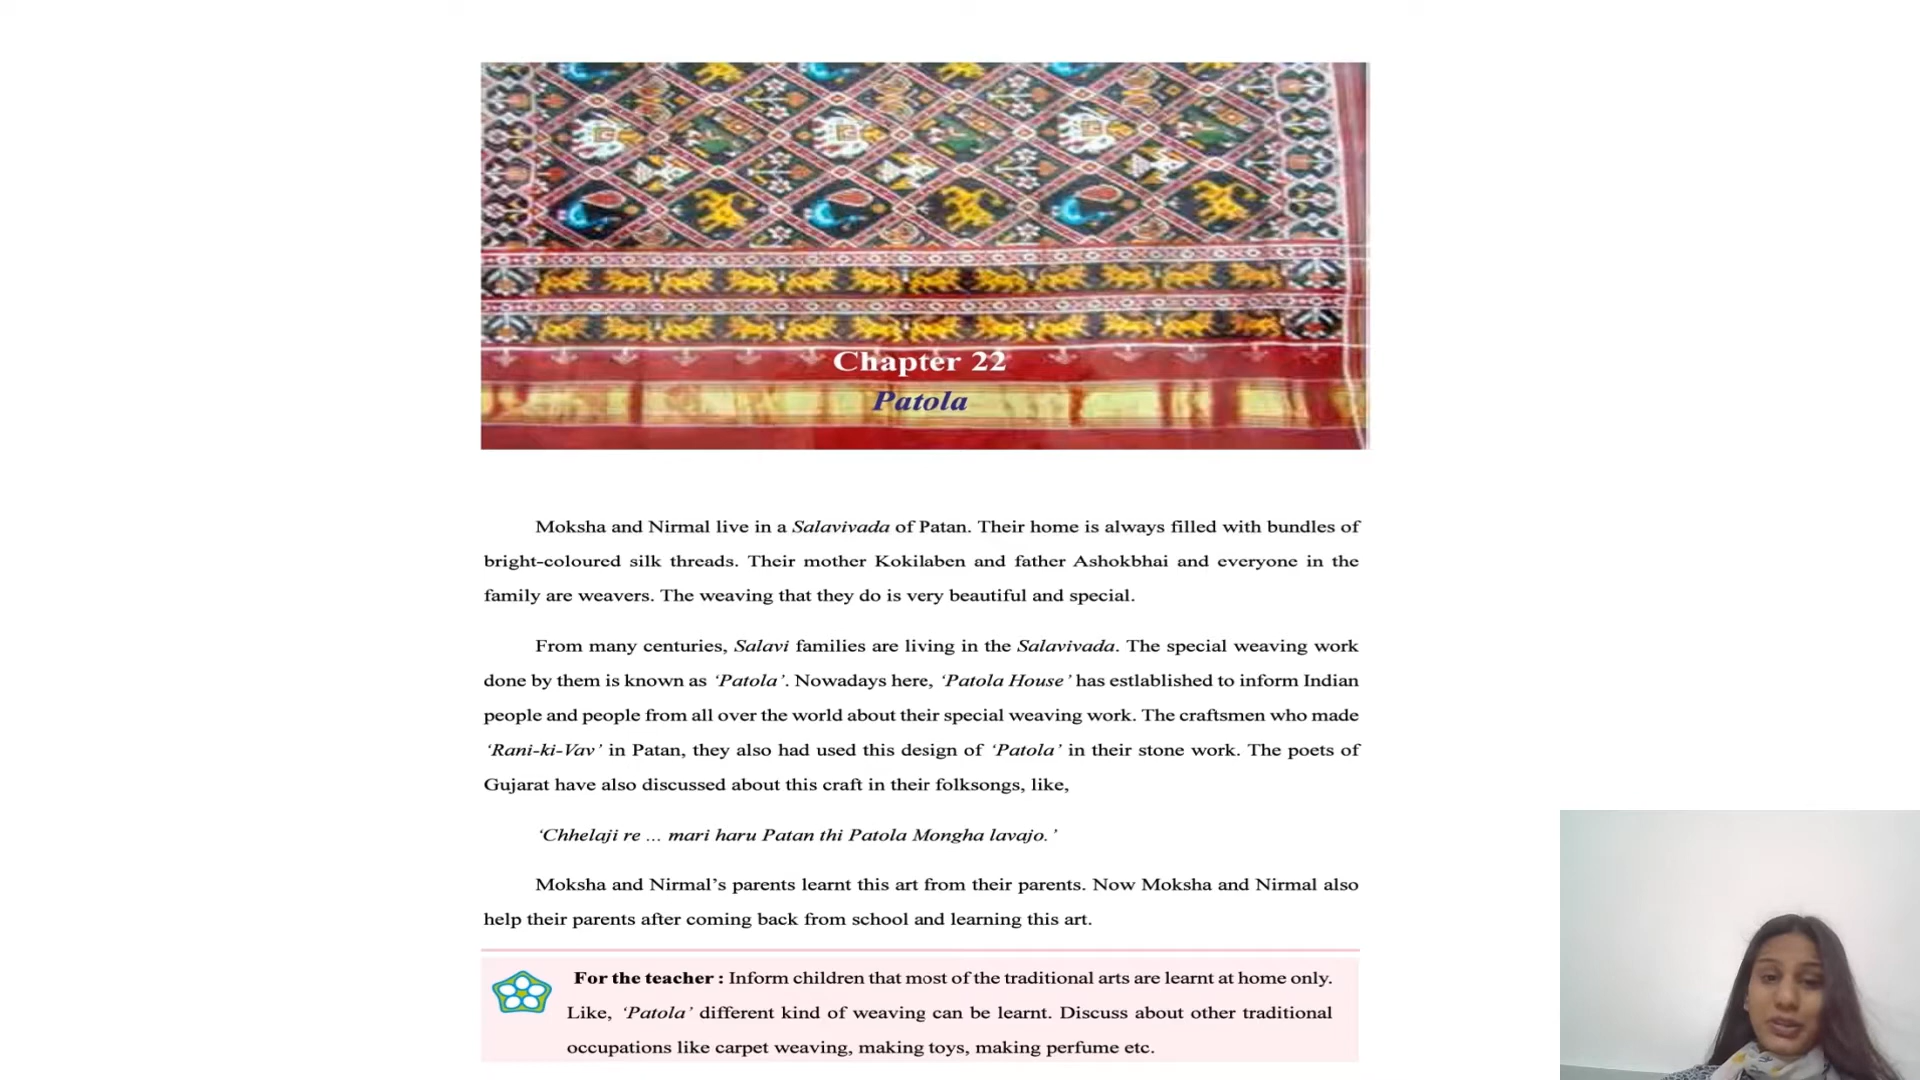 Chapter 22
Patola
Moksha and Nirmal live in a Salavivada of Patan. Their home is always filled with bundles of
bright-coloured silk threads. Their mother Kokilaben and father Ashokbhai and everyone in the
family are weavers. The weaving that they do is very beautiful and special.
From many centuries, Salavi families are living in the Salavivada. The special weaving work
done by them is known as ‘Patola’. Nowadays here, ‘Patola House’ has estlablished to inform Indian
people and people from all over the world about their special weaving work. The craftsmen who made
‘Rani-ki-Vav’ in Patan, they also had used this design of ‘Patola’ in their stone work. The poets of
Gujarat have also discussed about this craft in their folksongs, like,
‘Chhelaji re ... mari haru Patan thi Patola Mongha lavajo.’
Moksha and Nirmal’s parents learnt this art from their parents. Now Moksha and Nirmal also
help their parents after coming back from school and learning this art.
For the teacher : Inform children that most of the traditional arts are learnt at home only.
Like, ‘Patola’ different kind of weaving can be learnt. Discuss about other traditional
occupations like carpet weaving, making toys, making perfume etc.